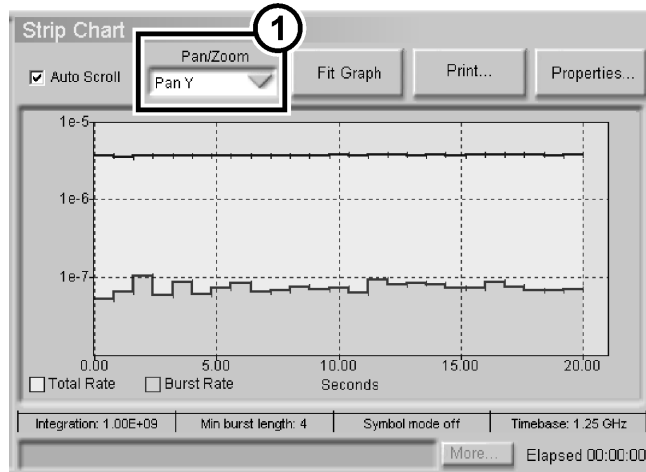 Strip Chart
1
Pan/Zoom
Auto Scroll
Pan Y
Fit Graph
Print...
Properties...
1e-5
1e-6
1e-7
0.00 5.00 10.00 15.00 20.00
Total Rate Burst Rate Seconds
Integration: 1.00E+09 Min burst length: 4 Symbol mode off Timebase: 1.25 GHz
More... Elapsed 00:00:00